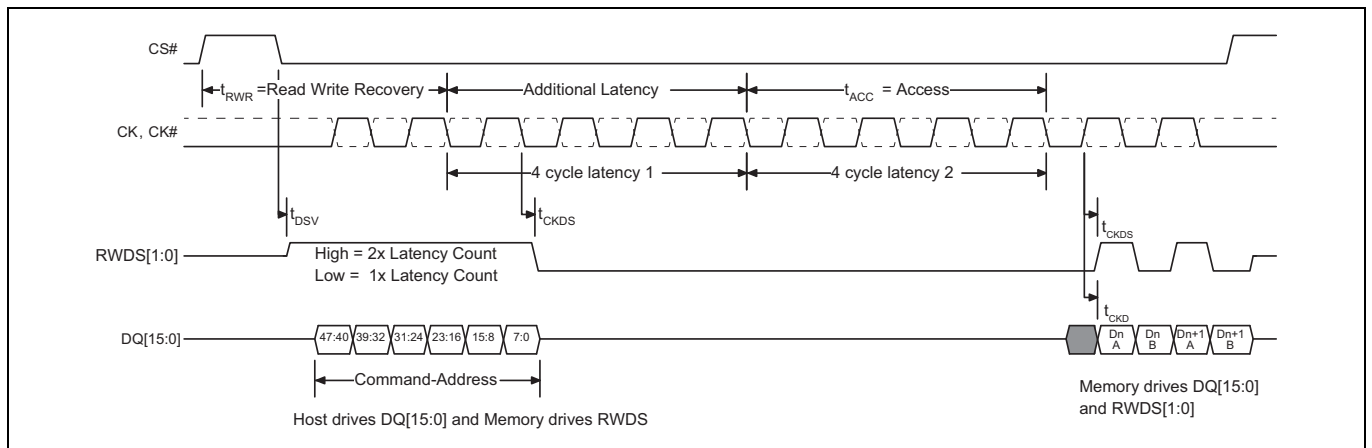 CS#
tRWR =Read Write Recovery
Additional Latency
tACC = Access
CK, CK#
4 cycle latency 1
4 cycle latency 2
tDSV
tCKDS
tCKDS
RWDS[1:0]
High = 2x Latency Count
Low = 1x Latency Count
tCKD
DQ[15:0]
47:40 39:32 31:24 23:16 15:8 7:0
Dn A
Dn B
Dn+1 A
Dn+1 B
Command-Address
Memory drives DQ[15:0]
and RWDS[1:0]
Host drives DQ[15:0] and Memory drives RWDS